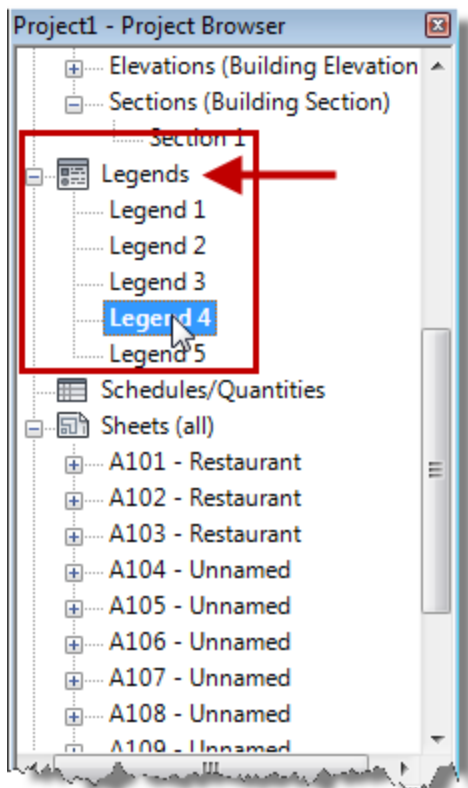 Project1 - Project Browser
Elevations (Building Elevation
Sections (Building Section)
Section 1
Legends
Legend 1
Legend 2
Legend 3
Legend 4
Legend 5
Schedules/Quantities
Sheets (all)
A101 - Restaurant
A102 - Restaurant
A103 - Restaurant
A104 - Unnamed
A105 - Unnamed
A106 - Unnamed
A107 - Unnamed
A108 - Unnamed
A109 - Unnamed